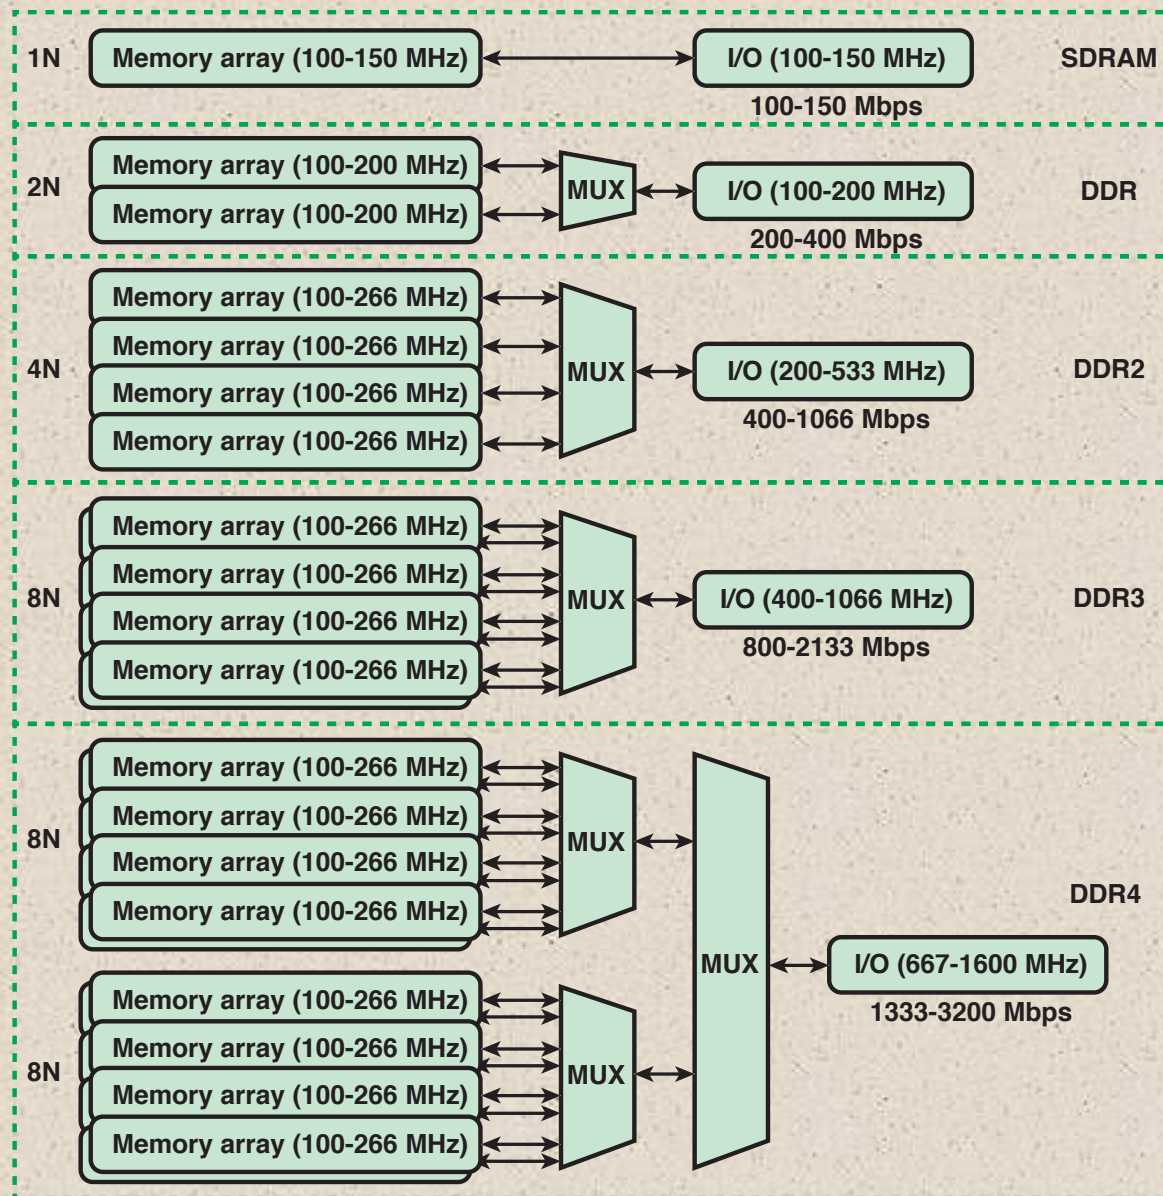 1N
Memory array (100-150 MHz)
I/O (100-150 MHz)
SDRAM
100-150 Mbps
2N
Memory array (100-200 MHz)
Memory array (100-200 MHz)
MUX
I/O (100-200 MHz)
DDR
200-400 Mbps
4N
Memory array (100-266 MHz)
Memory array (100-266 MHz)
Memory array (100-266 MHz)
Memory array (100-266 MHz)
MUX
I/O (200-533 MHz)
DDR2
400-1066 Mbps
8N
Memory array (100-266 MHz)
Memory array (100-266 MHz)
Memory array (100-266 MHz)
Memory array (100-266 MHz)
MUX
I/O (400-1066 MHz)
DDR3
800-2133 Mbps
8N
Memory array (100-266 MHz)
Memory array (100-266 MHz)
Memory array (100-266 MHz)
Memory array (100-266 MHz)
MUX
DDR4
MUX
I/O (667-1600 MHz)
1333-3200 Mbps
8N
Memory array (100-266 MHz)
Memory array (100-266 MHz)
Memory array (100-266 MHz)
Memory array (100-266 MHz)
MUX